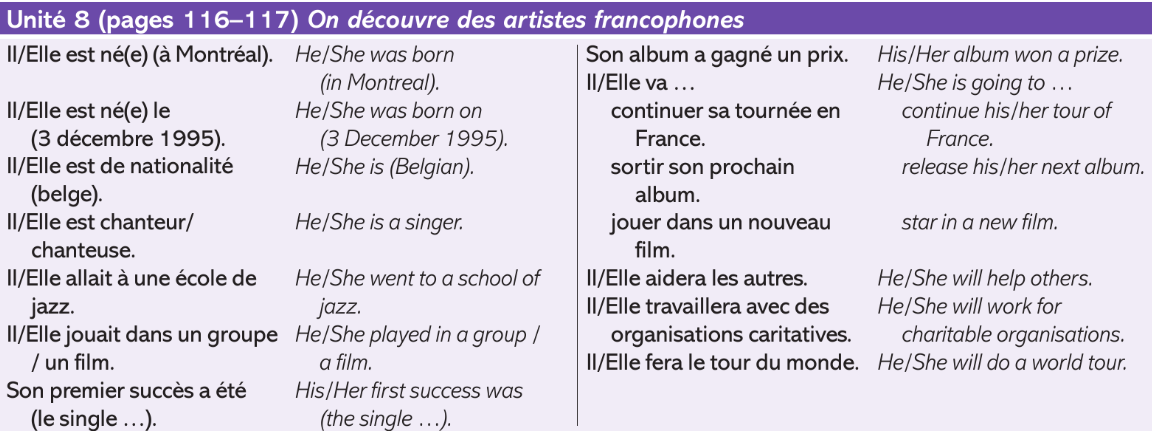 Unité 8 (pages 116–117) On découvre des artistes francophones
Il/Elle est né(e) (à Montréal). He/She was born
(in Montreal).
Il/Elle est né(e) le He/She was born on
(3 décembre 1995). (3 December 1995).
Il/Elle est de nationalité He/She is (Belgian).
(belge).
Il/Elle est chanteur/ He/She is a singer.
chanteuse.
Il/Elle allait à une école de He/She went to a school of
jazz. jazz.
Il/Elle jouait dans un groupe He/She played in a group /
/ un film. a film.
Son premier succès a été His/Her first success was
(le single …). (the single …).
Son album a gagné un prix. His/Her album won a prize.
Il/Elle va … He/She is going to …
continuer sa tournée en continue his/her tour of
France. France.
sortir son prochain release his/her next album.
album.
jouer dans un nouveau star in a new film.
film.
Il/Elle aidera les autres. He/She will help others.
Il/Elle travaillera avec des He/She will work for
organisations caritatives. charitable organisations.
Il/Elle fera le tour du monde. He/She will do a world tour.